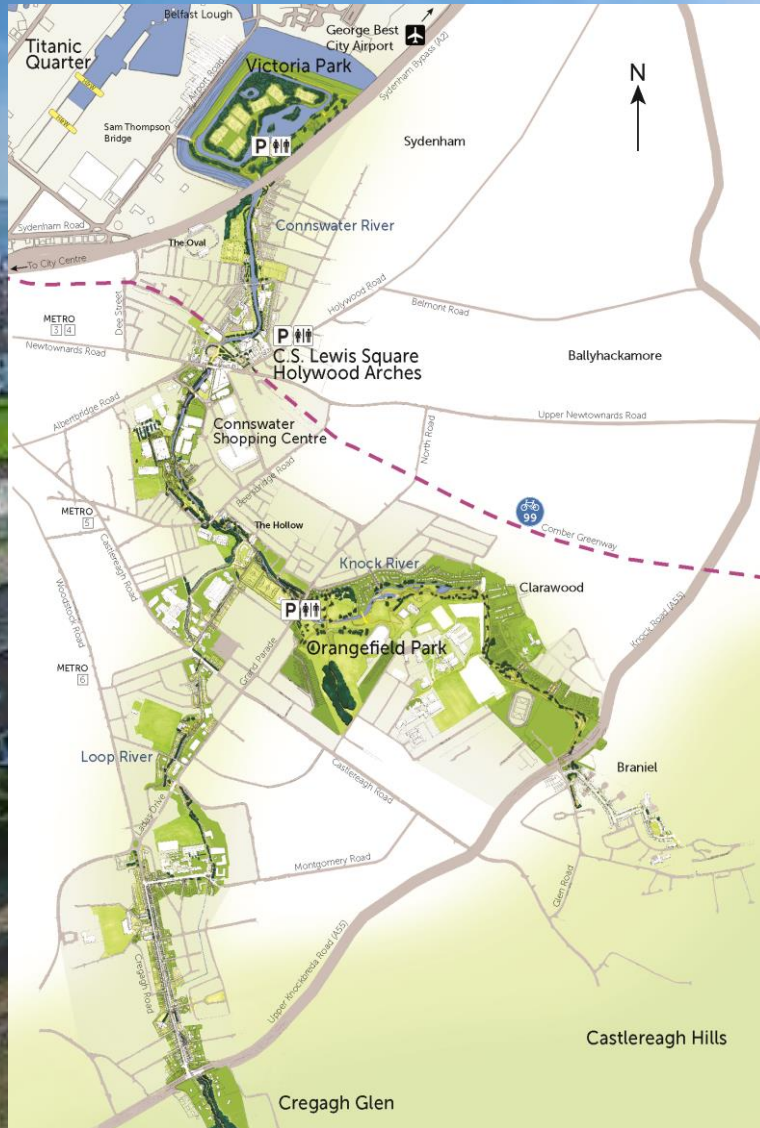 Belfast Lough
George Best
City Airport
Titanic
Quarter
Victoria Park
Airport Road
Sydenham Bypass (A2)
N
Sam Thompson
Bridge
P
Sydenham
Sydenham Road
Connswater River
The Oval
To City Centre
Holywood Road
Belmont Road
METRO
3 4
Dee Street
Newtownards Road
P
C.S. Lewis Square
Holywood Arches
Ballyhackamore
Albertbridge Road
Upper Newtownards Road
Connswater
Shopping Centre
North Road
Beersbridge Road
METRO
5
99
Comber Greenway
The Hollow
Castlereagh Road
Knock River
Clarawood
Woodstock Road
P
Orangefield Park
Knock Road (A55)
METRO
6
Grand Parade
Loop River
Castlereagh Road
Braniel
Ladas Drive
Montgomery Road
Glen Road
Cregagh Road
Upper Knockbreda Road (A55)
Castlereagh Hills
Cregagh Glen